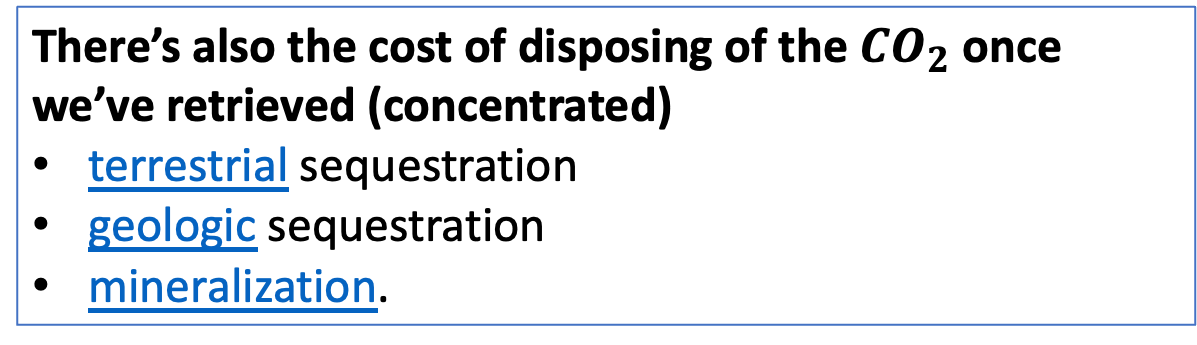 There’s also the cost of disposing of the CO₂ once
we’ve retrieved (concentrated)
• terrestrial sequestration
• geologic sequestration
• mineralization.